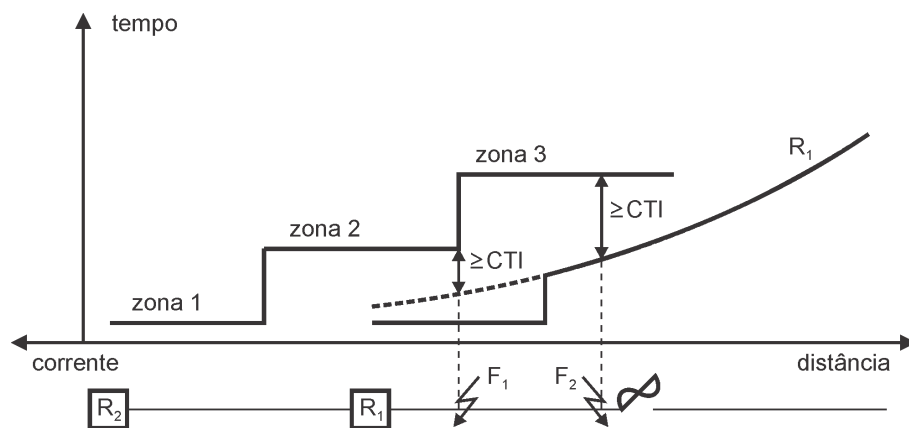 tempo
zona 3
R1
≥CTI
zona 2
≥CTI
zona 1
corrente
distância
F1
F2
R2
R1